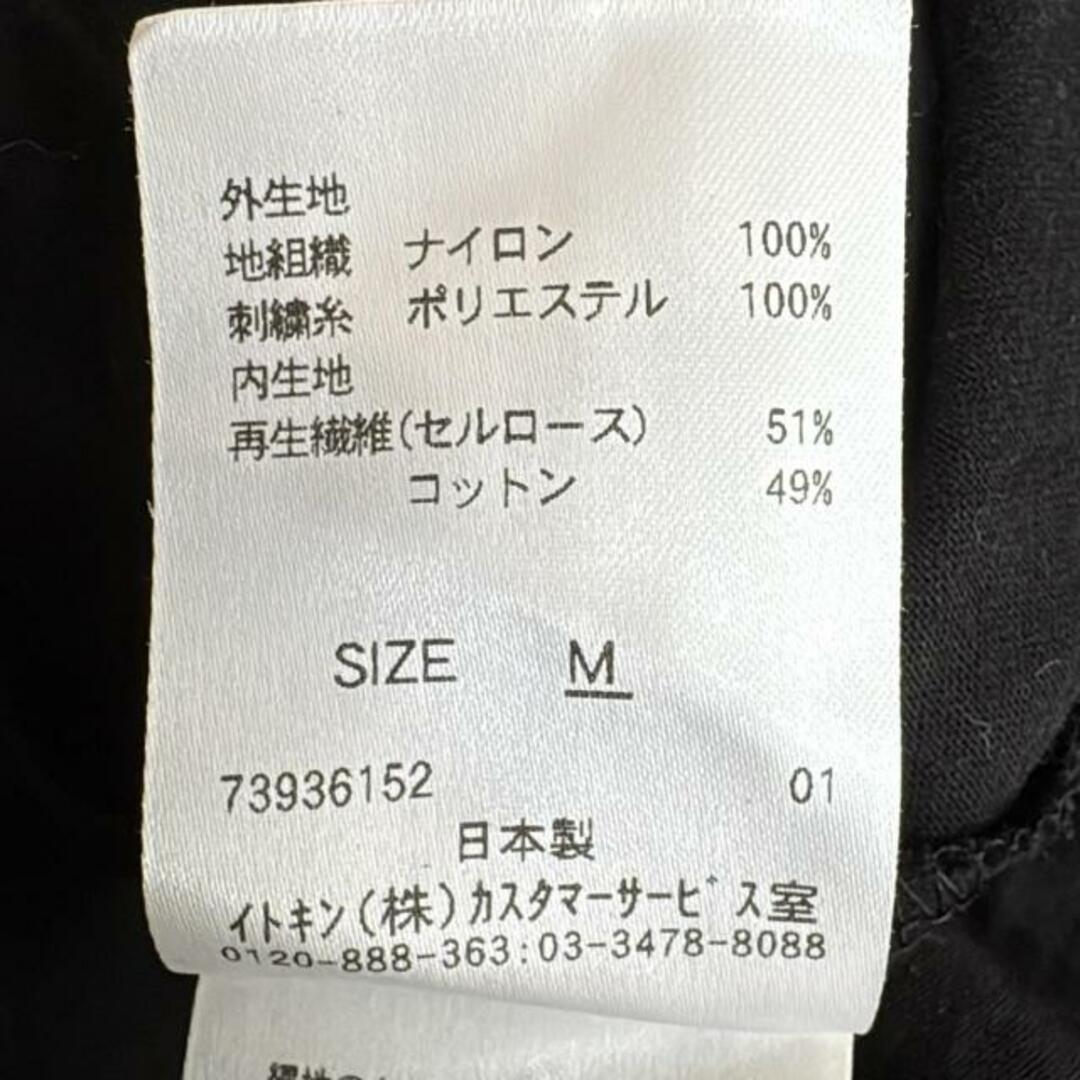 外生地
地組織 ナイロン 100%
刺繍糸 ポリエステル 100%
内生地
再生繊維(セルロース) 51%
コットン 49%
SIZE M
73936152 01
日本製
イトキン(株)カスタマーサービス室
0120-888-363:03-3478-8088